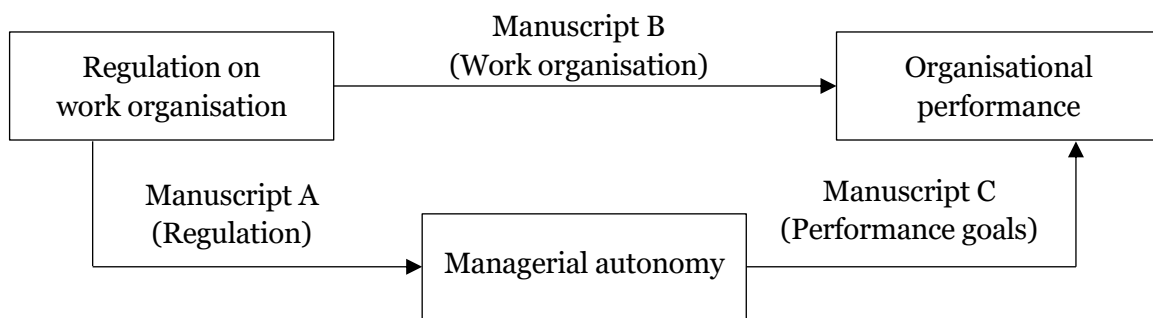 Manuscript B
(Work organisation)
Regulation on
work organisation
Organisational
performance
Manuscript A
(Regulation)
Manuscript C
(Performance goals)
Managerial autonomy